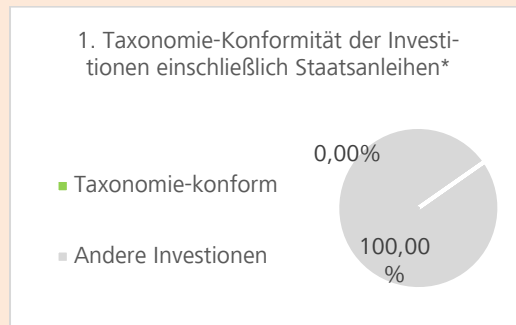 1. Taxonomie-Konformität der Investi-
tionen einschließlich Staatsanleihen*
0,00%
Taxonomie-konform
Andere Investionen
100,00
%